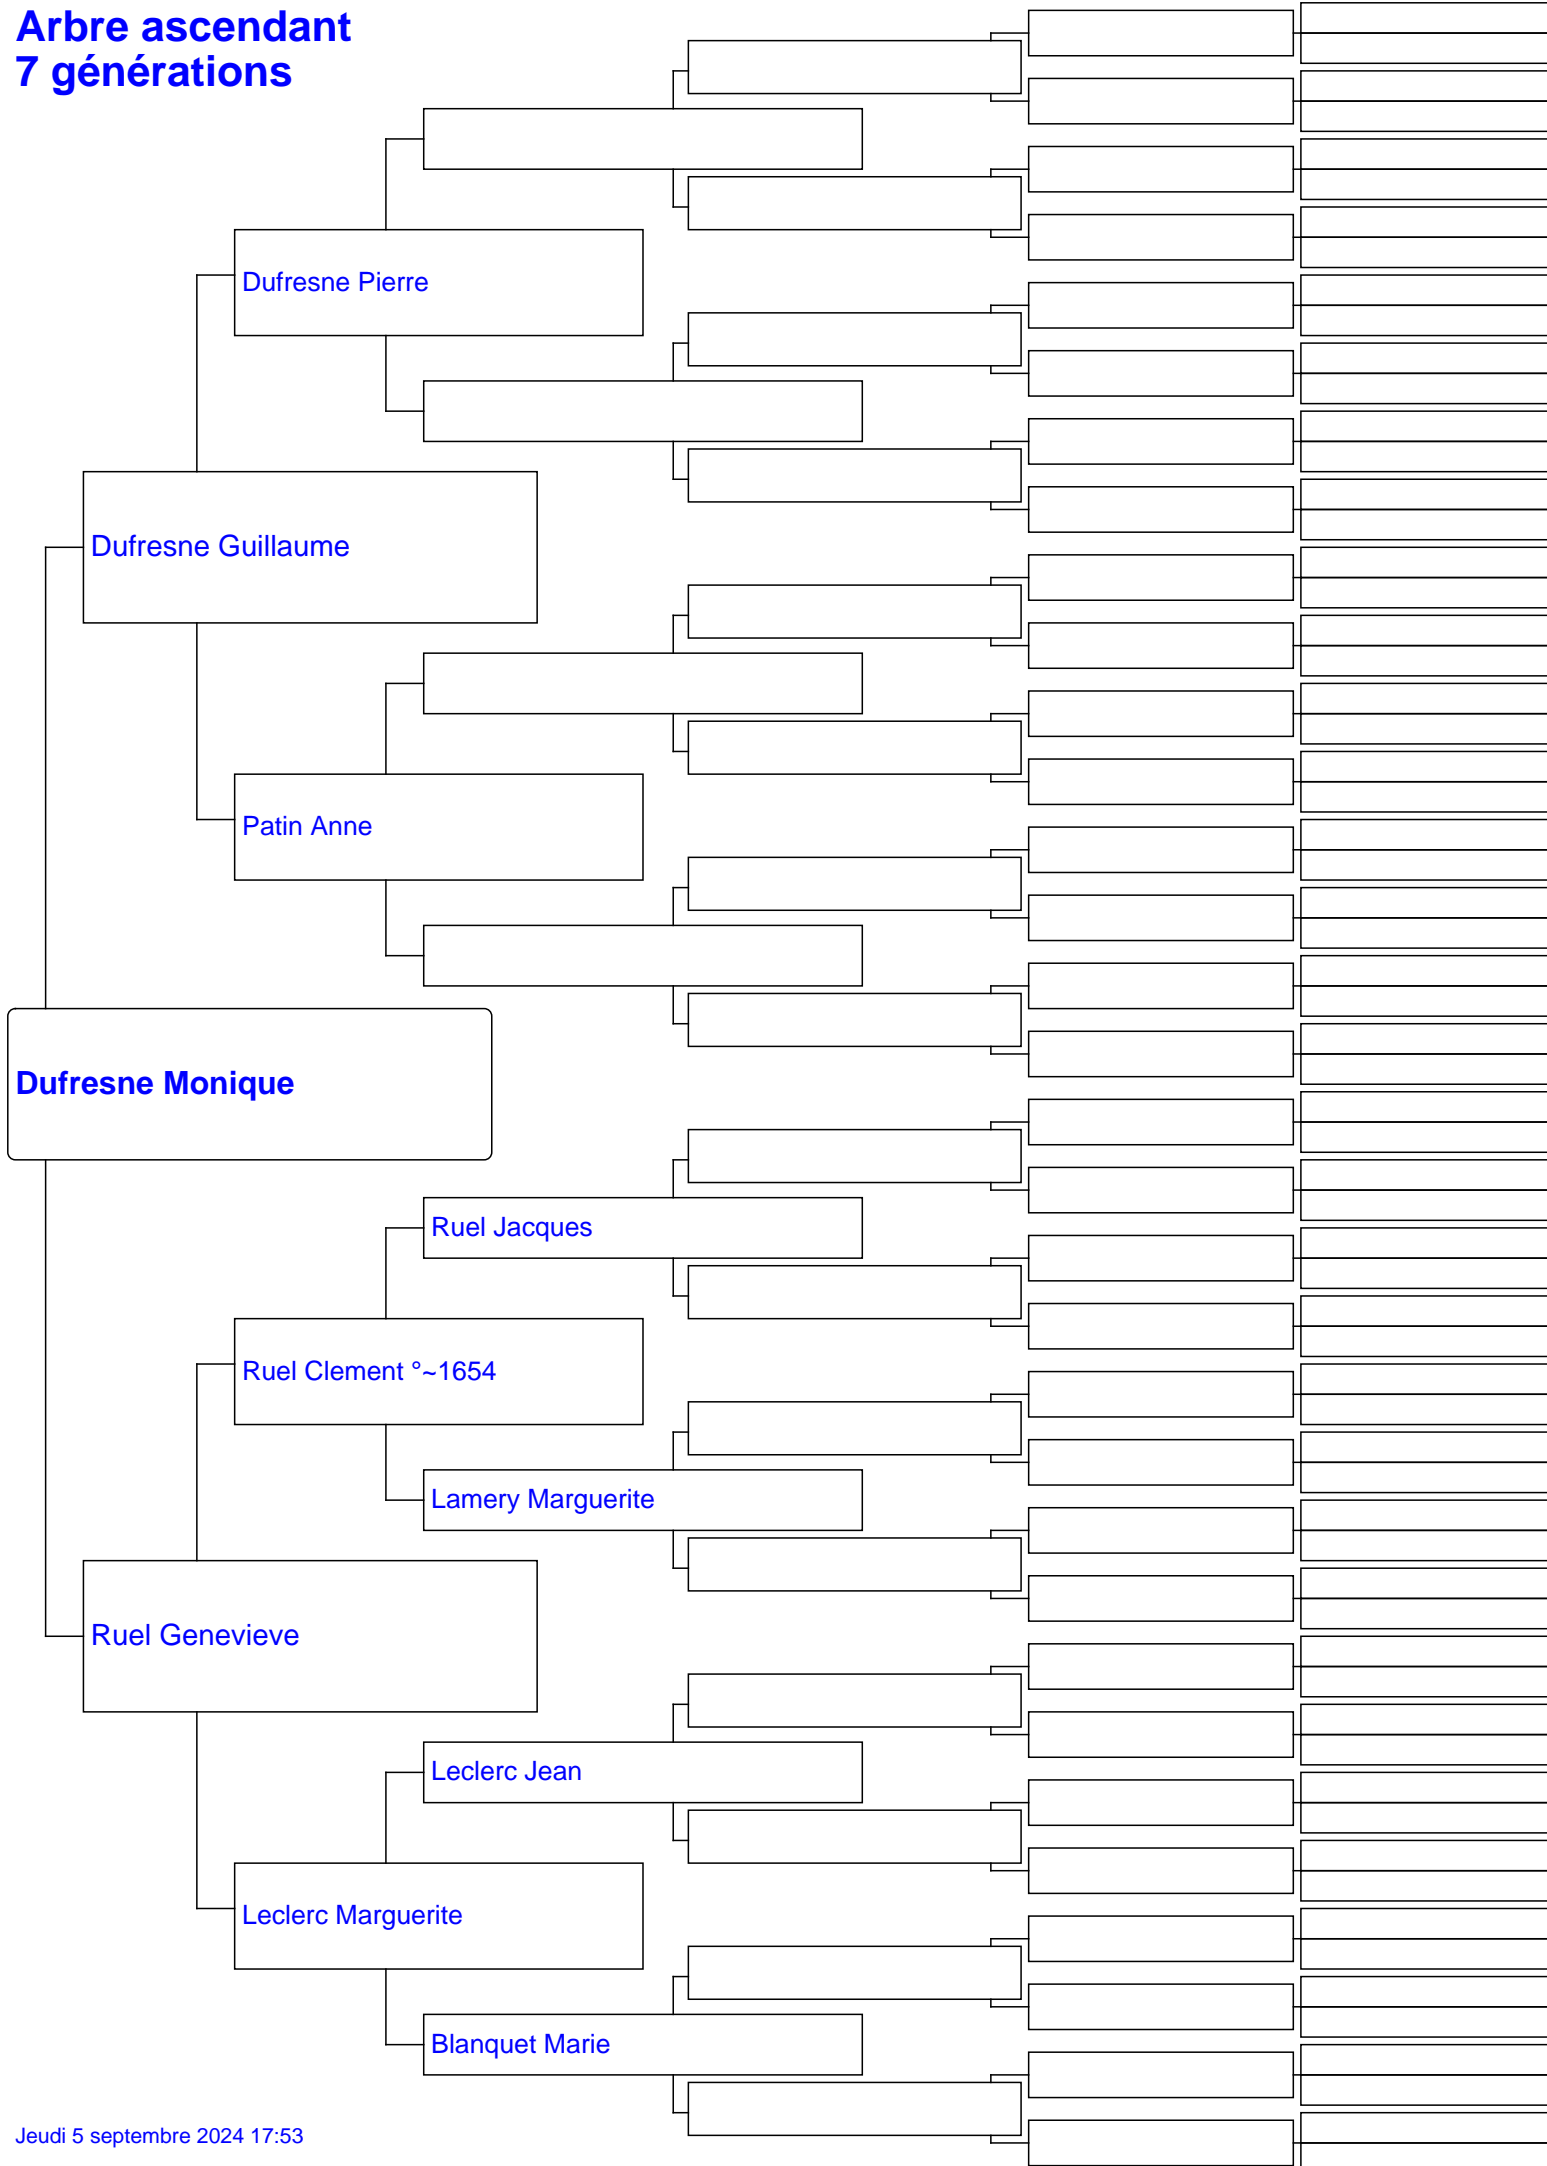 Arbre ascendant
7 générations
Dufresne Pierre
Dufresne Guillaume
Patin Anne
Dufresne Monique
Ruel Jacques
Ruel Clement °~1654
Lamery Marguerite
Ruel Genevieve
Leclerc Jean
Leclerc Marguerite
Blanquet Marie
Jeudi 5 septembre 2024 17:53